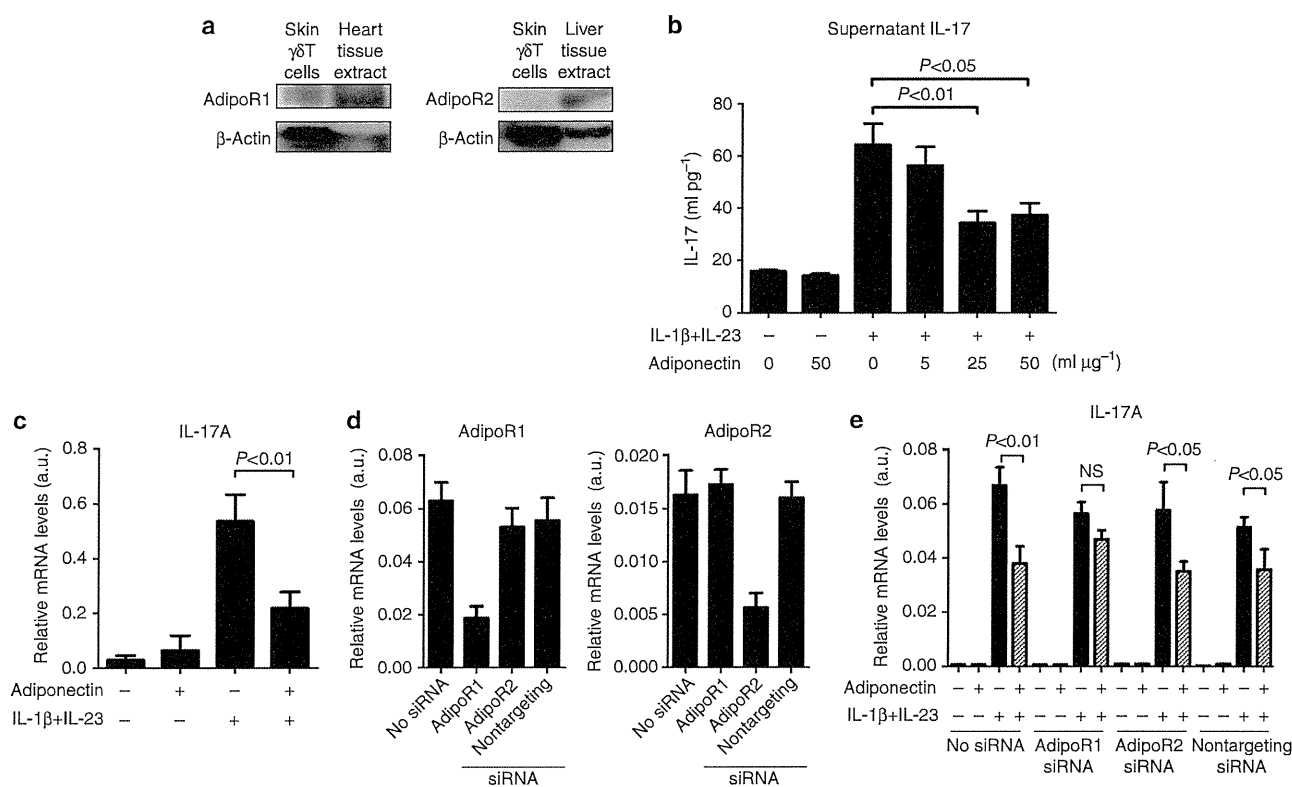 a
Skin γδT cells
Heart tissue extract
AdipoR1
β-Actin
Skin γδT cells
Liver tissue extract
AdipoR2
β-Actin
b
Supernatant IL-17
P<0.05
P<0.01
IL-17 (ml pg⁻¹)
80
60
40
20
0
IL-1β+IL-23 – – + + + +
Adiponectin 0 50 0 5 25 50 (ml μg⁻¹)
c
IL-17A
P<0.01
Relative mRNA levels (a.u.)
0.8
0.6
0.4
0.2
0.0
Adiponectin – + – +
IL-1β+IL-23 – – + +
d
AdipoR1
Relative mRNA levels (a.u.)
0.08
0.06
0.04
0.02
0.00
No siRNA
AdipoR1
AdipoR2
Nontargeting
siRNA
AdipoR2
Relative mRNA levels (a.u.)
0.020
0.015
0.010
0.005
0.000
No siRNA
AdipoR1
AdipoR2
Nontargeting
siRNA
e
IL-17A
P<0.01
NS
P<0.05
P<0.05
Relative mRNA levels (a.u.)
0.08
0.06
0.04
0.02
0.00
Adiponectin – + – + – + – + – + – + – + – +
IL-1β+IL-23 – – + + – – + + – – + + – – + +
No siRNA
AdipoR1 siRNA
AdipoR2 siRNA
Nontargeting siRNA